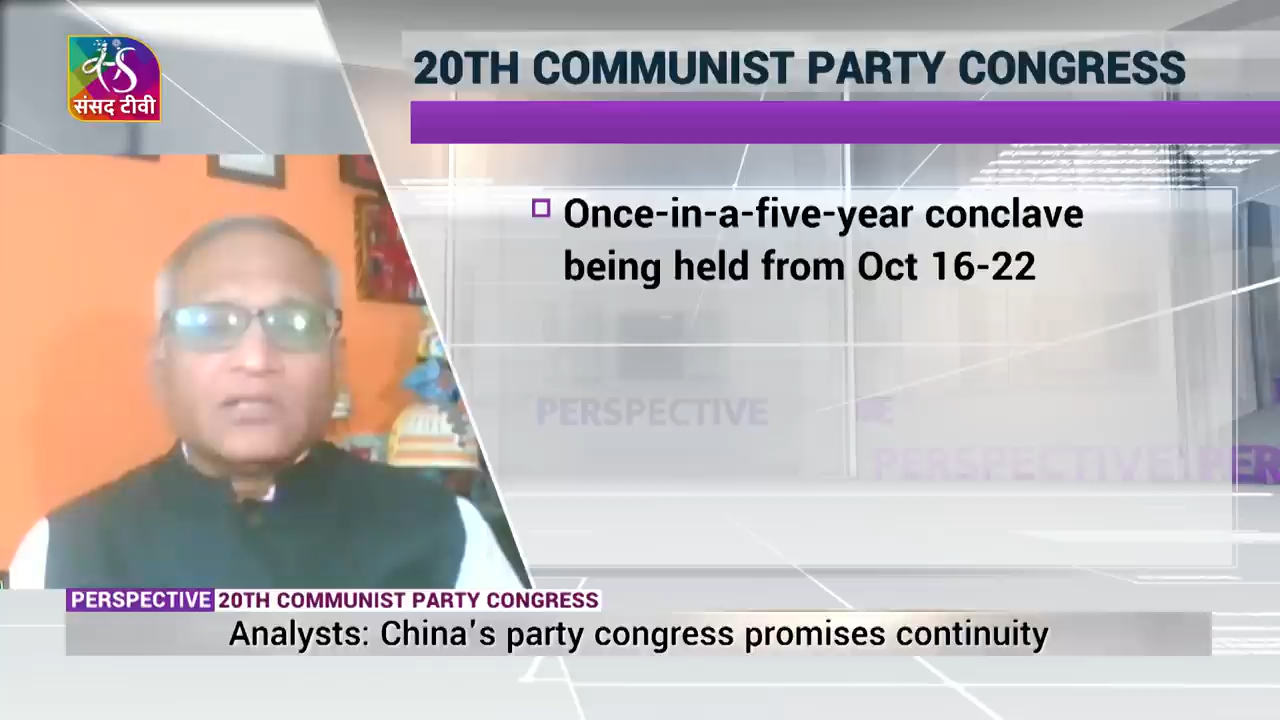 संसद टीवी
20TH COMMUNIST PARTY CONGRESS
Once-in-a-five-year conclave
being held from Oct 16-22
PERSPECTIVE
PERSPECTIVE PER
PERSPECTIVE 20TH COMMUNIST PARTY CONGRESS
Analysts: China's party congress promises continuity